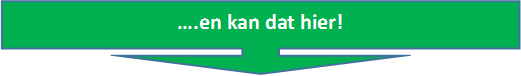 ….en kan dat hier!